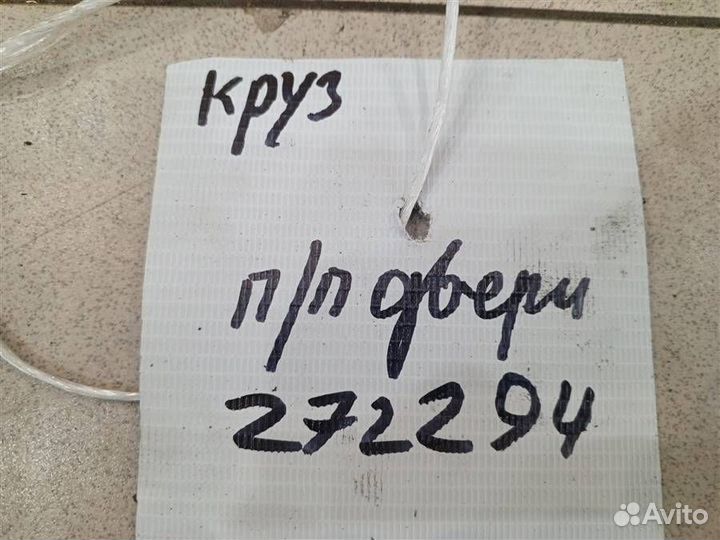 круз
п/п двери
272294
Avito